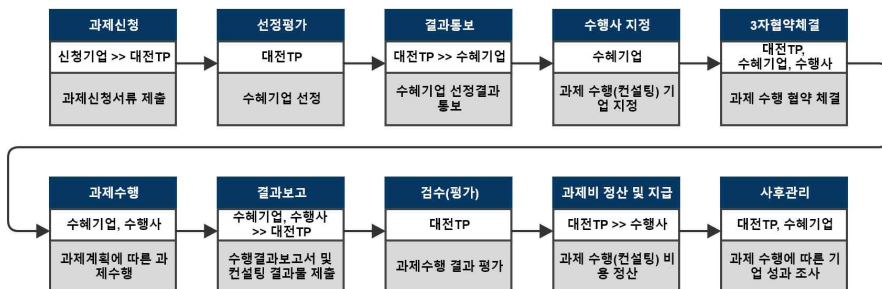 과제신청
신청기업 >> 대전TP
과제신청서류 제출
선정평가
대전TP
수혜기업 선정
결과통보
대전TP >> 수혜기업
수혜기업 선정결과
통보
수행사 지정
수혜기업
과제 수행(컨설팅) 기
업 지정
3자협약체결
대전TP,
수혜기업, 수행사
과제 수행 협약 체결
과제수행
수혜기업, 수행사
과제계획에 따른 과
제수행
결과보고
수혜기업, 수행사
>> 대전TP
수행결과보고서 및
컨설팅 결과물 제출
검수(평가)
대전TP
과제수행 결과 평가
과제비 정산 및 지급
대전TP >> 수행사
과제 수행(컨설팅) 비
용 정산
사후관리
대전TP, 수혜기업
과제 수행에 따른 기
업 성과 조사